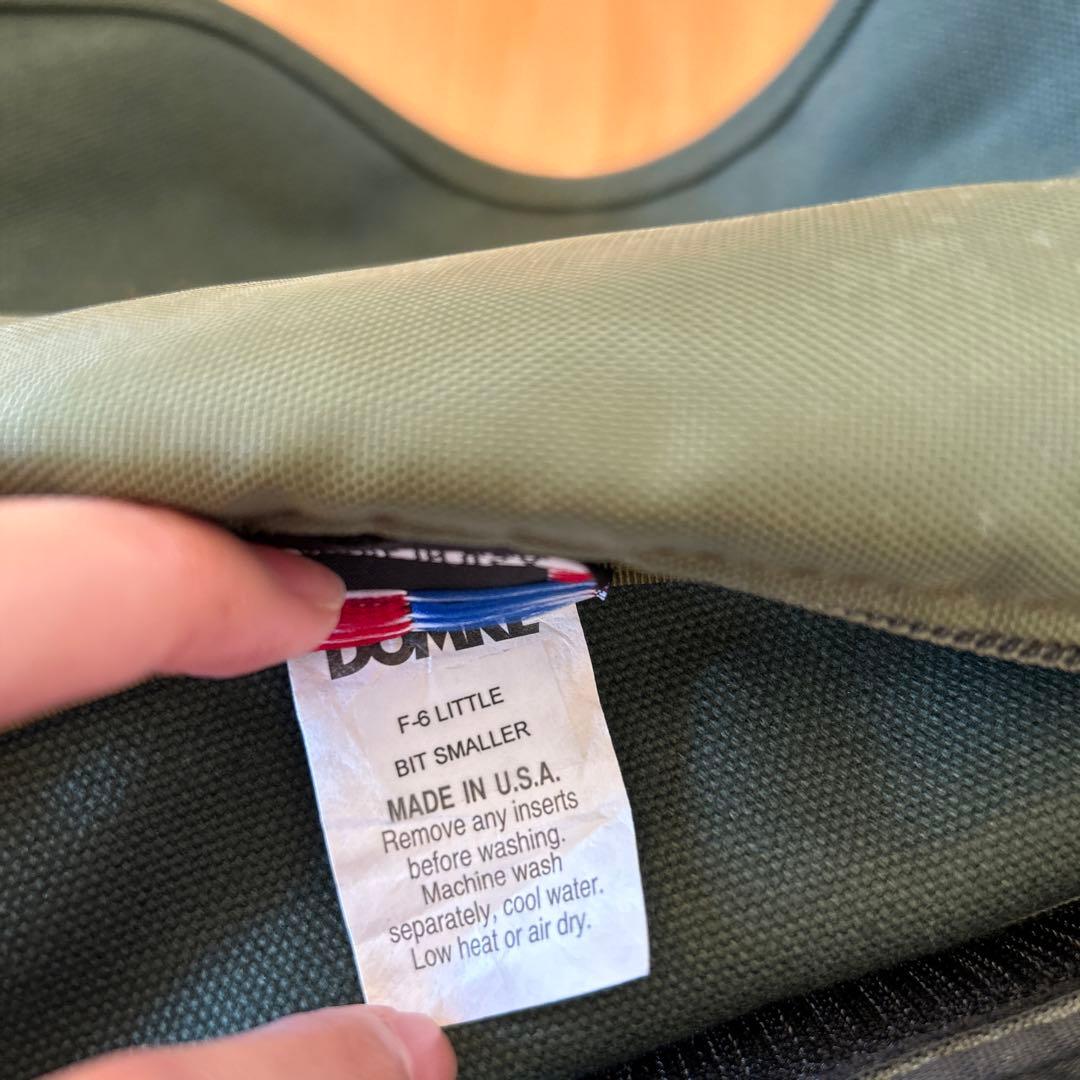 DOMKE
F-6 LITTLE
BIT SMALLER
MADE IN U.S.A.
Remove any inserts
before washing.
Machine wash
separately, cool water.
Low heat or air dry.